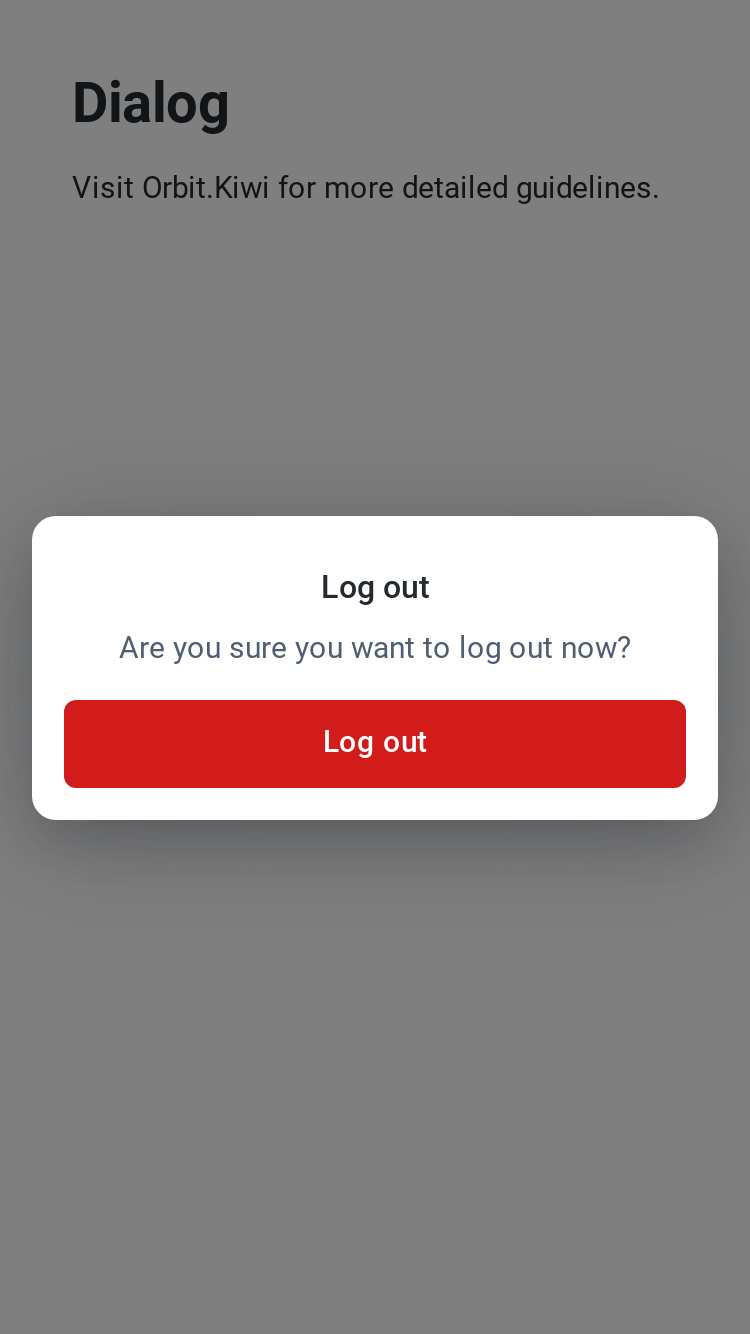 Dialog
Visit Orbit.Kiwi for more detailed guidelines.
Log out
Are you sure you want to log out now?
Log out